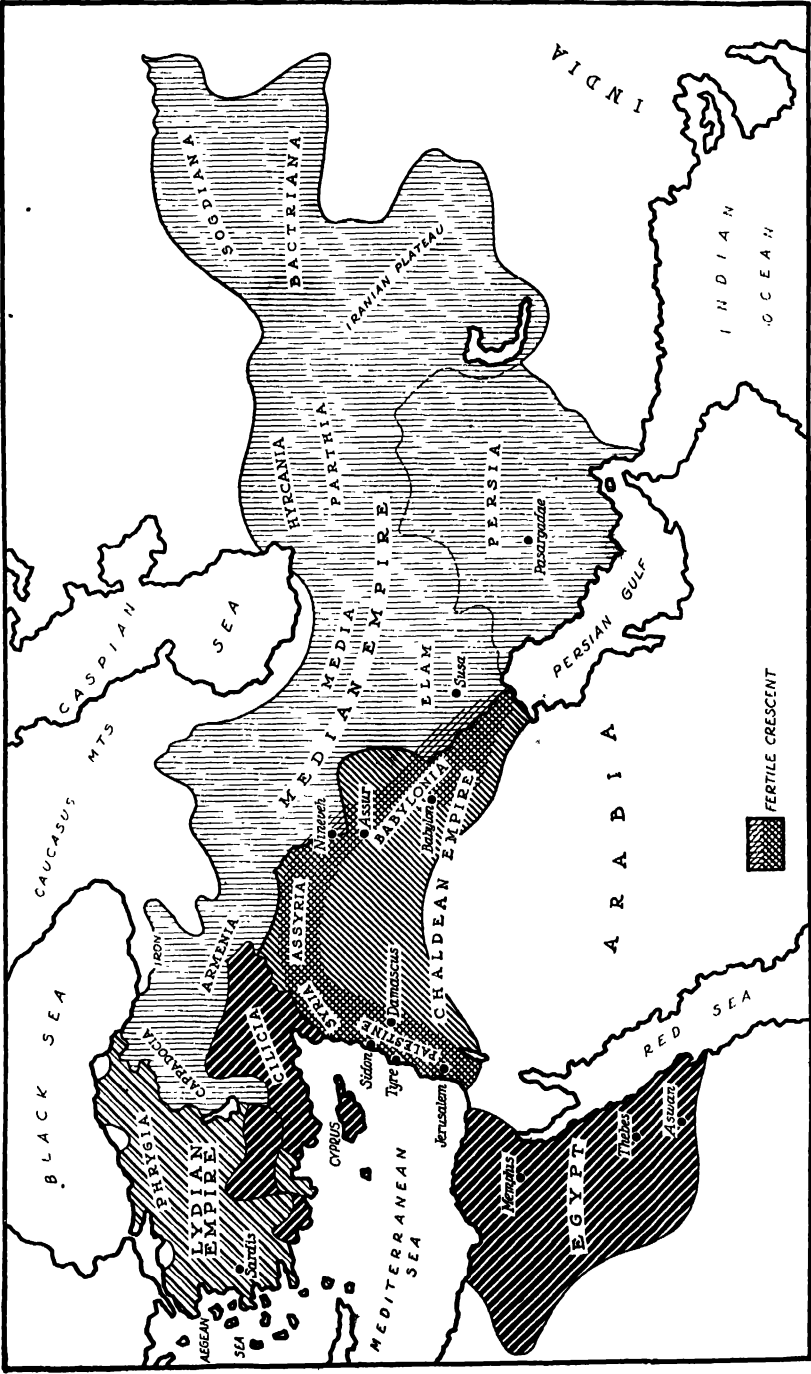 BLACK SEA
CAUCASUS
MTS
CASPIAN
SEA
SOGDIANA
BACTRIANA
INDIA
AEGEAN
SEA
PHRYGIA
LYDIAN
EMPIRE
Sardis
CAPPADOCIA
IRON
ARMENIA
CILICIA
HYRCANIA
PARTHIA
IRANIAN PLATEAU
MEDIA
MEDIAN EMPIRE
CYPRUS
SYRIA
ASSYRIA
Nineveh
Assur
ELAM
Susa
PERSIA
Pasargadae
MEDITERRANEAN
SEA
Sidon
Tyre
Damascus
PALESTINE
Jerusalem
BABYLONIA
Babylon
CHALDEAN EMPIRE
PERSIAN GULF
INDIAN
OCEAN
Memphis
EGYPT
Thebes
Aswan
RED SEA
ARABIA
FERTILE CRESCENT